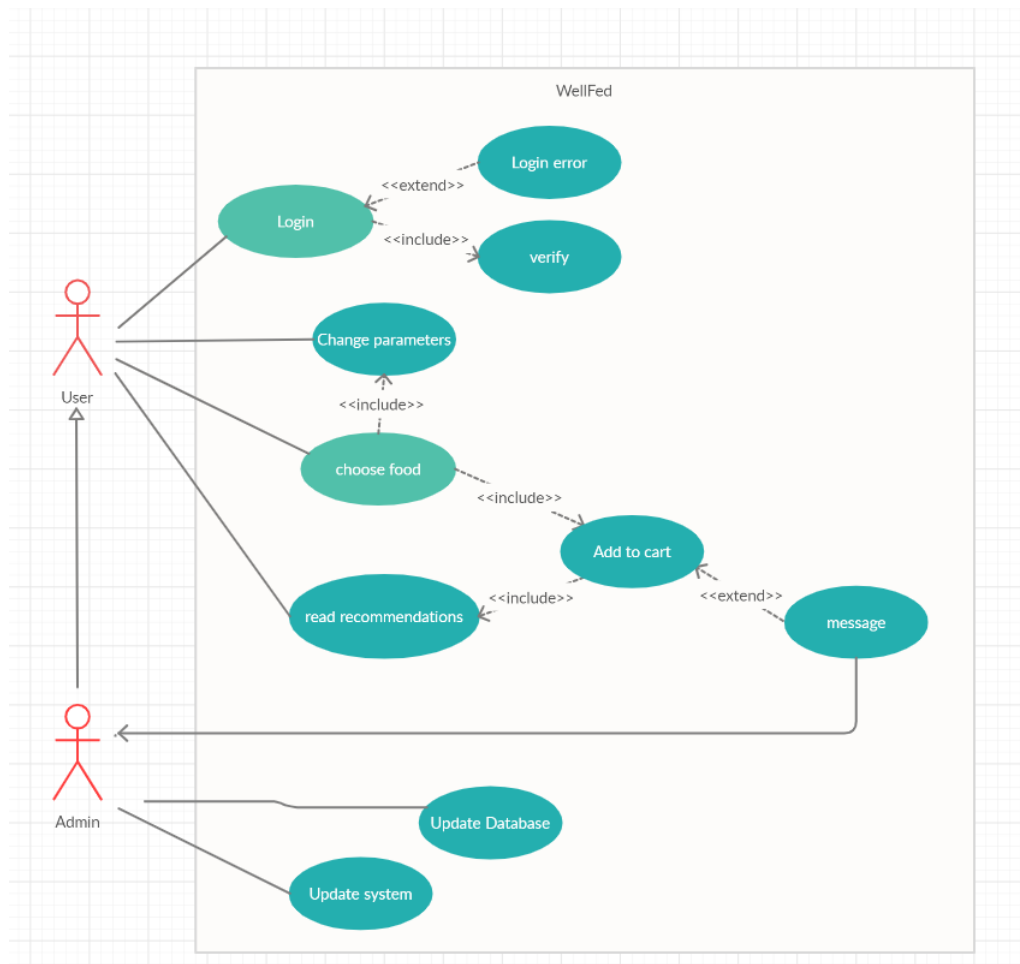 WellFed
Login error
<<extend>>
Login
<<include>>
verify
Change parameters
User
<<include>>
choose food
<<include>>
Add to cart
<<include>>
<<extend>>
read recommendations
message
Admin
Update Database
Update system